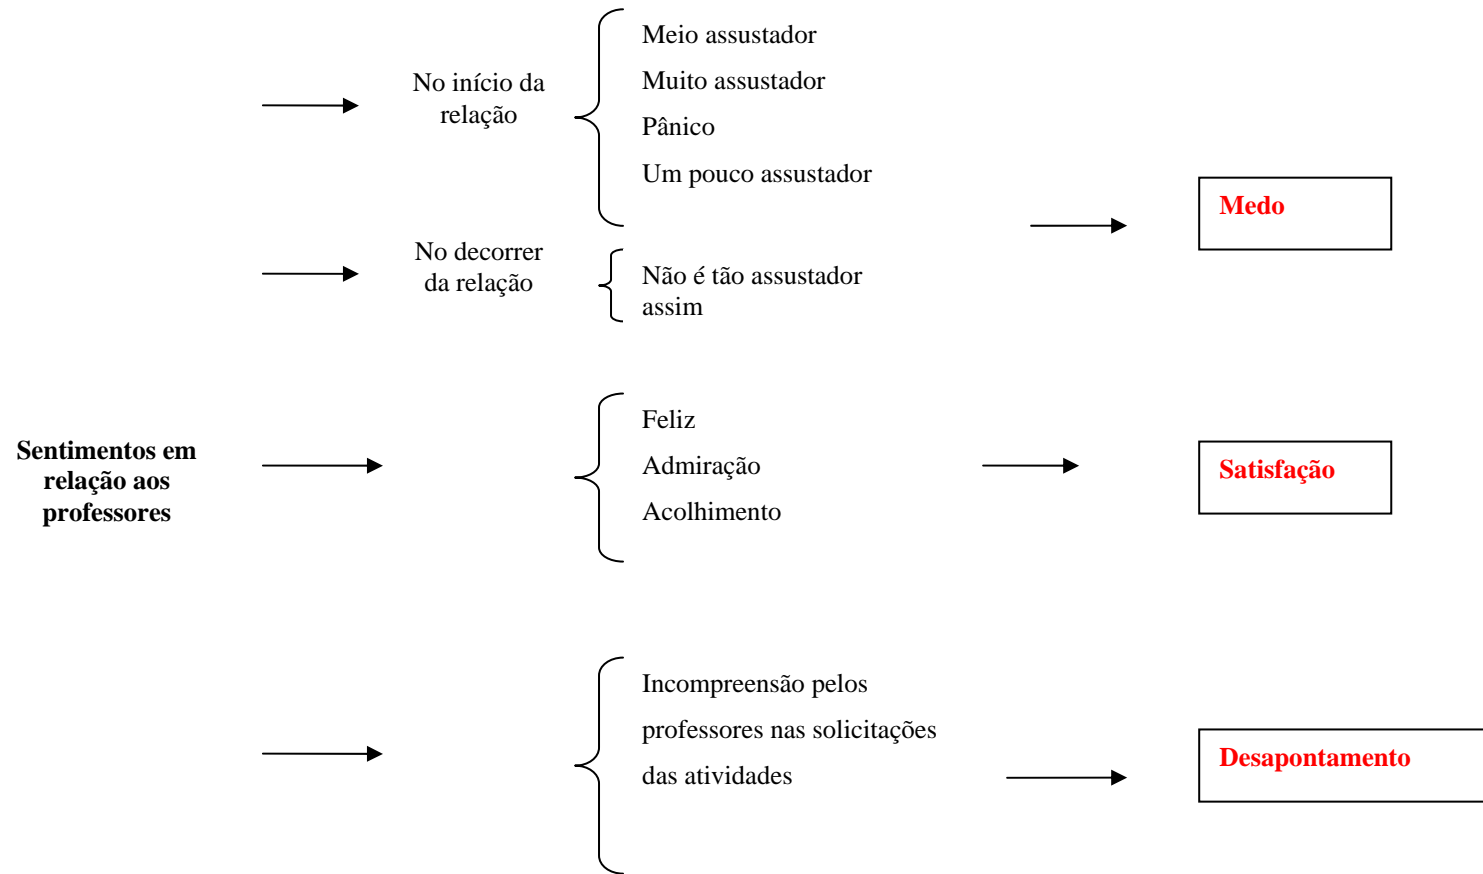 Meio assustador
No início da
relação
Muito assustador
Pânico
Um pouco assustador
Medo
No decorrer
da relação
Não é tão assustador
assim
Sentimentos em
relação aos
professores
Feliz
Admiração
Acolhimento
Satisfação
Incompreensão pelos
professores nas solicitações
das atividades
Desapontamento